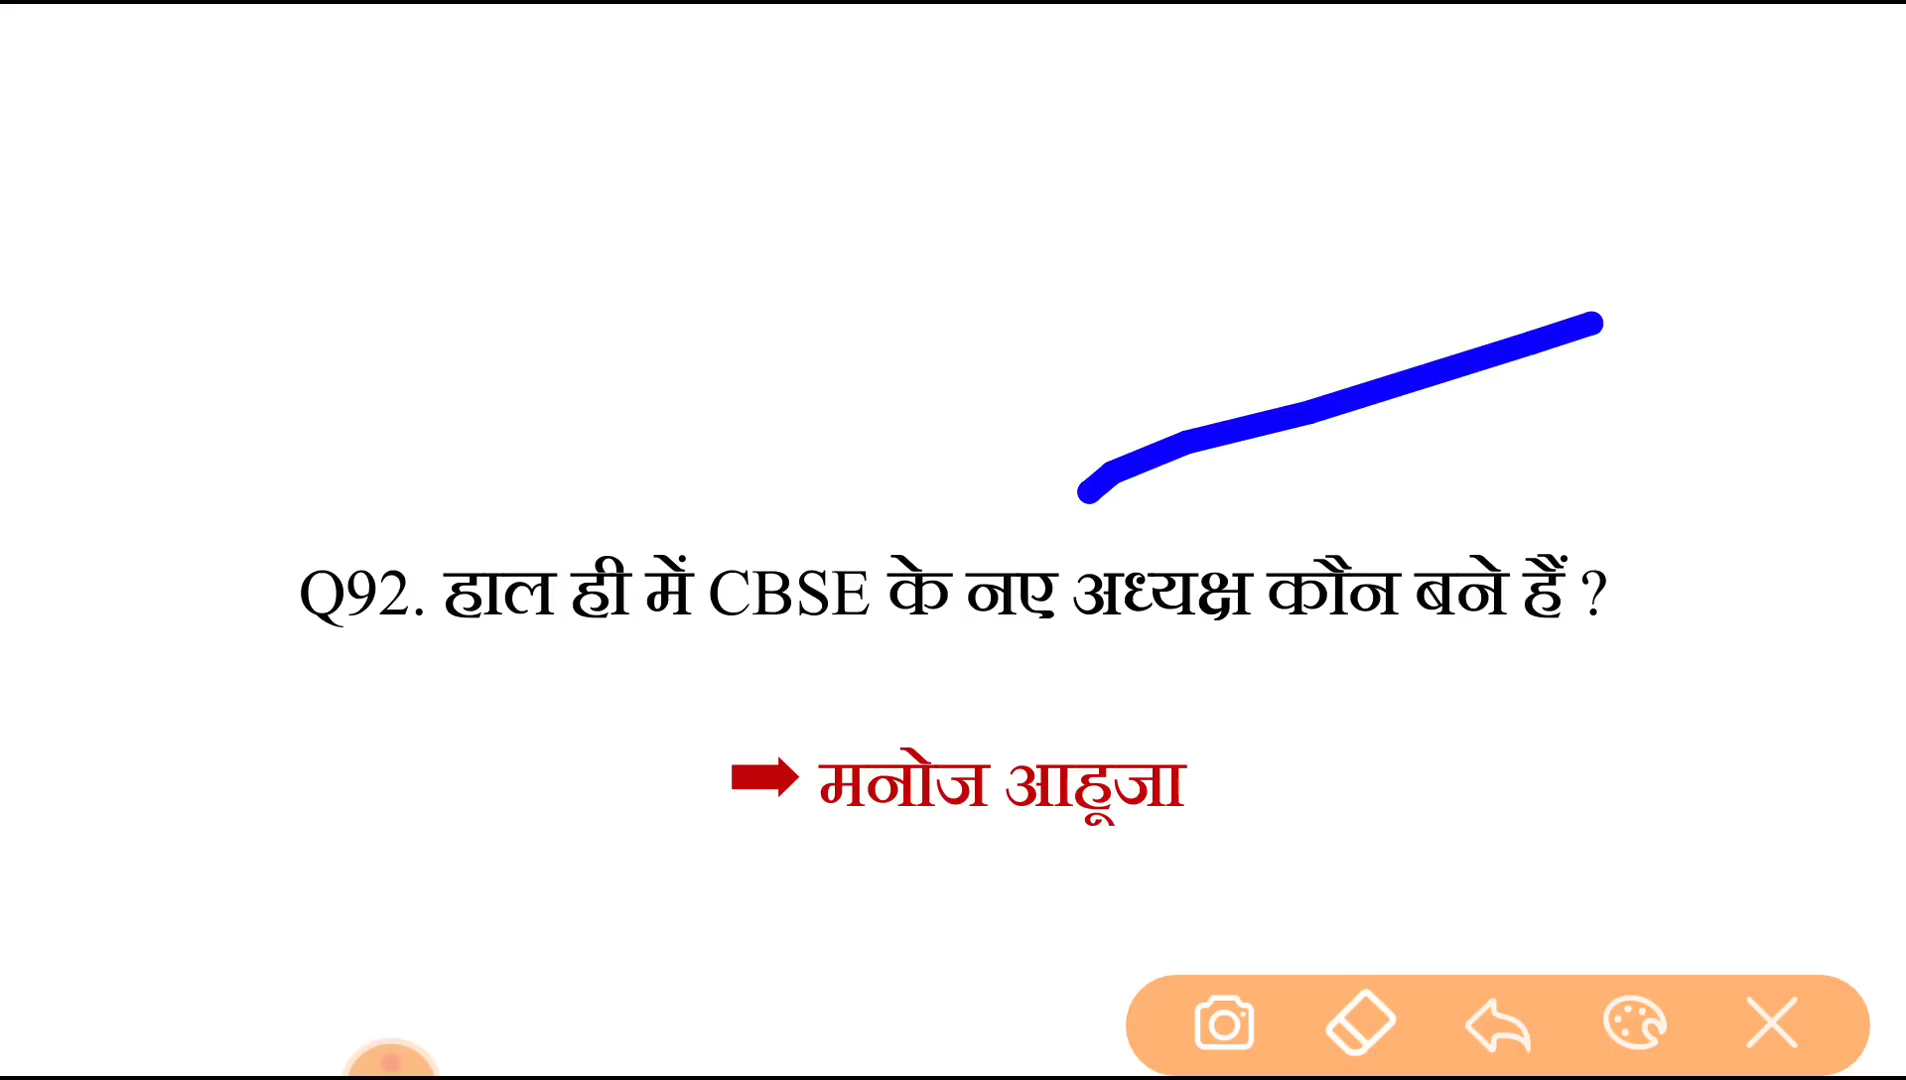 Q92. हाल ही में CBSE के नए अध्यक्ष कौन बने हैं ?
➡ मनोज आहूजा